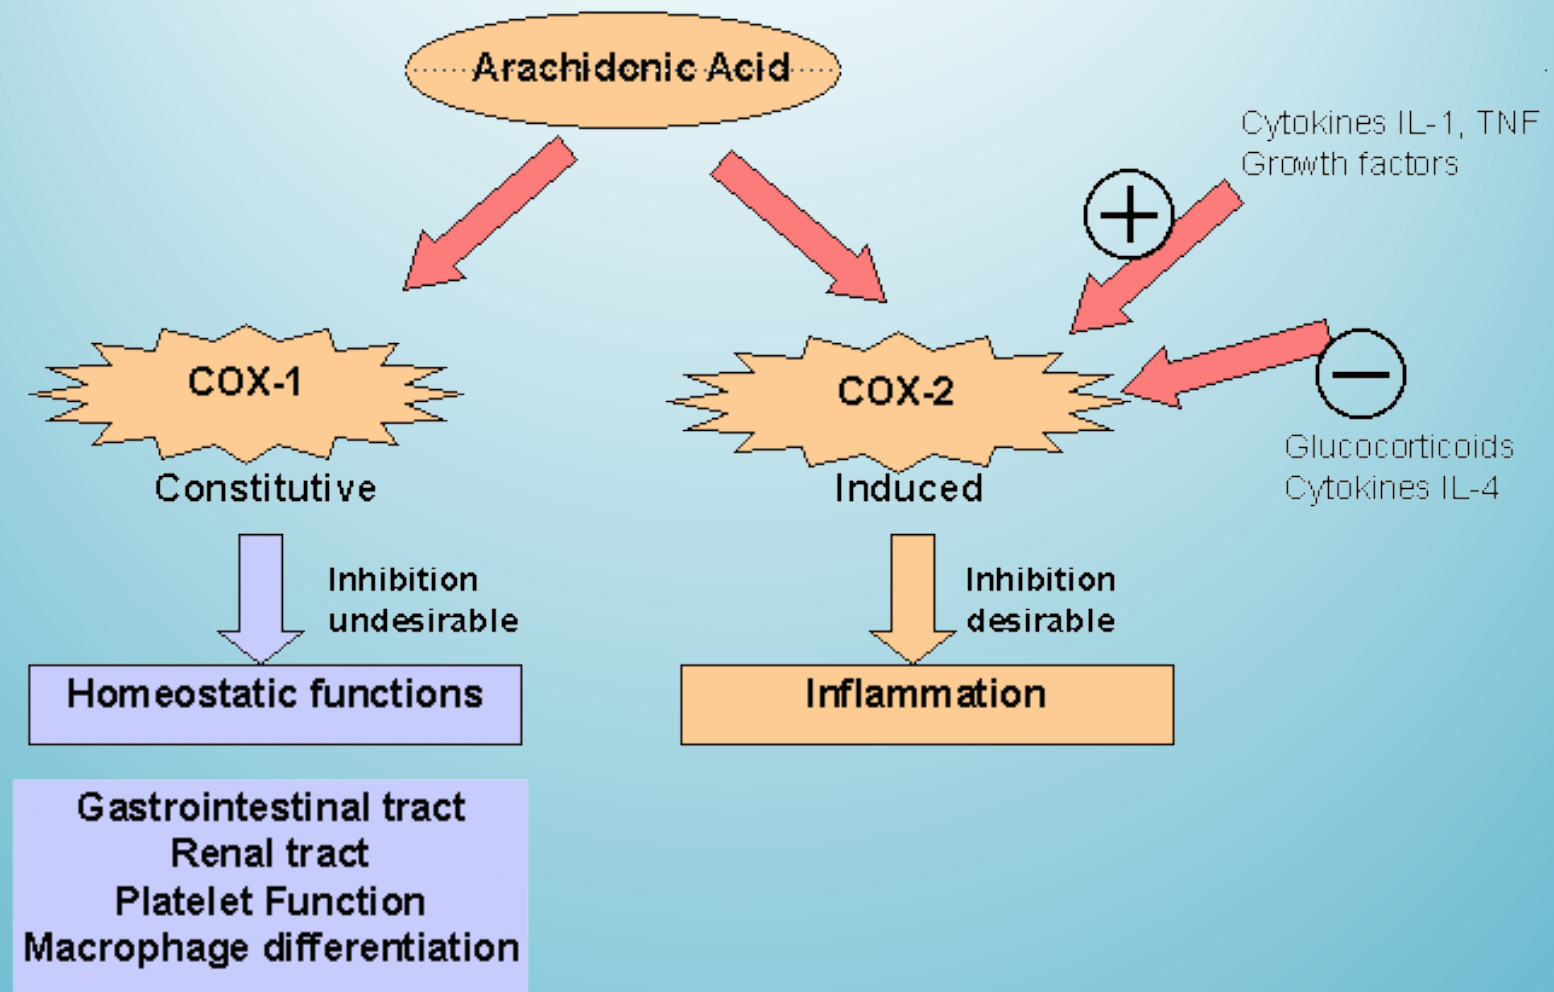 Arachidonic Acid
Cytokines IL-1, TNF
Growth factors
+
COX-1
COX-2
−
Constitutive
Induced
Glucocorticoids
Cytokines IL-4
Inhibition
undesirable
Inhibition
desirable
Homeostatic functions
Inflammation
Gastrointestinal tract
Renal tract
Platelet Function
Macrophage differentiation